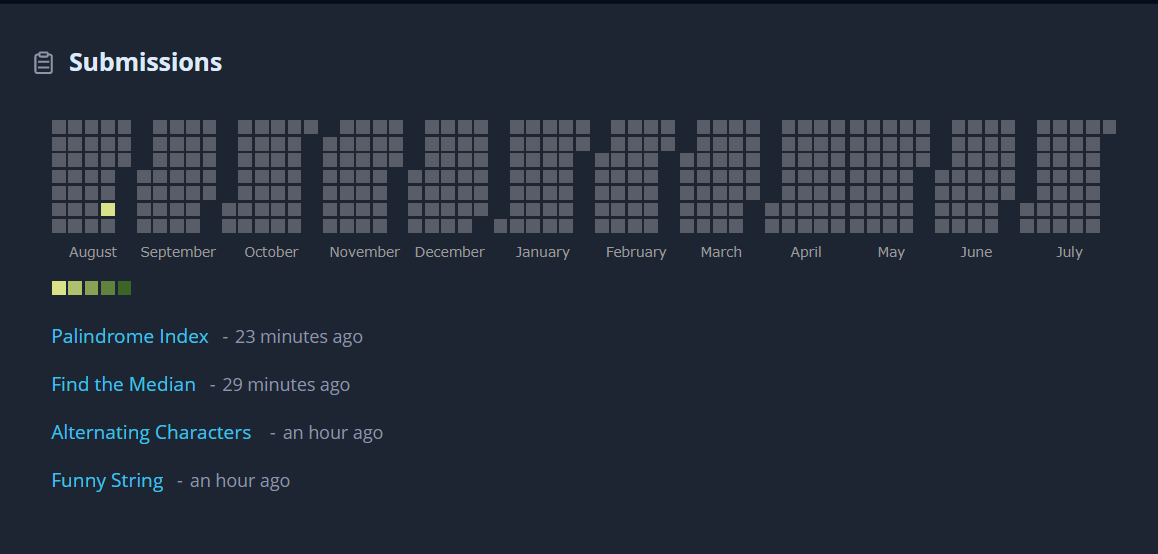 Submissions
August September October November December January February March April May June July
Palindrome Index - 23 minutes ago
Find the Median - 29 minutes ago
Alternating Characters - an hour ago
Funny String - an hour ago